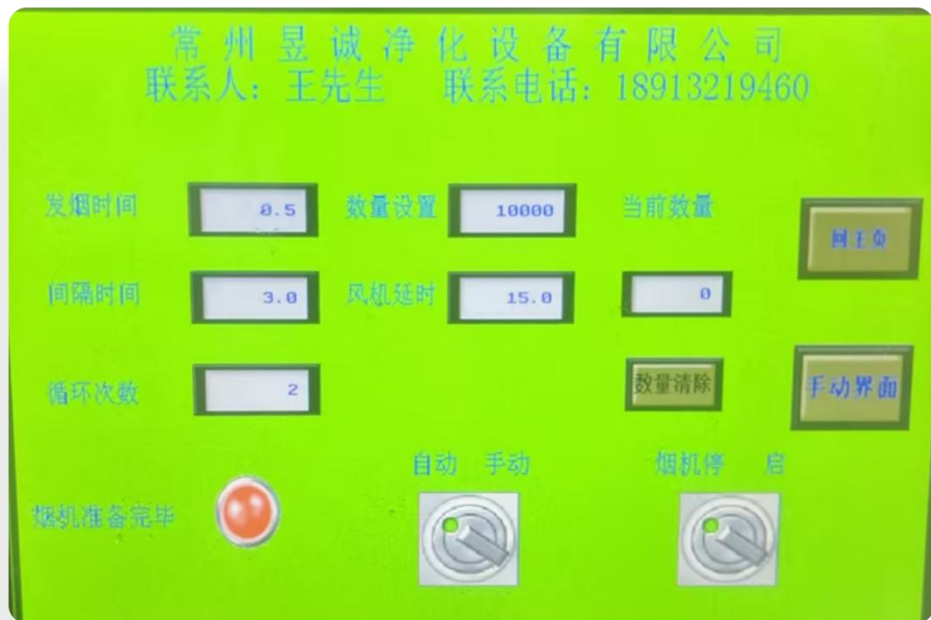 常州昱诚净化设备有限公司
联系人：王先生 联系电话：18913219460
发烟时间 0.5 数量设置 10000 当前数量
回主页
间隔时间 3.0 风机延时 15.0 0
循环次数 2 数量清除 手动界面
自动 手动 烟机停 启
烟机准备完毕